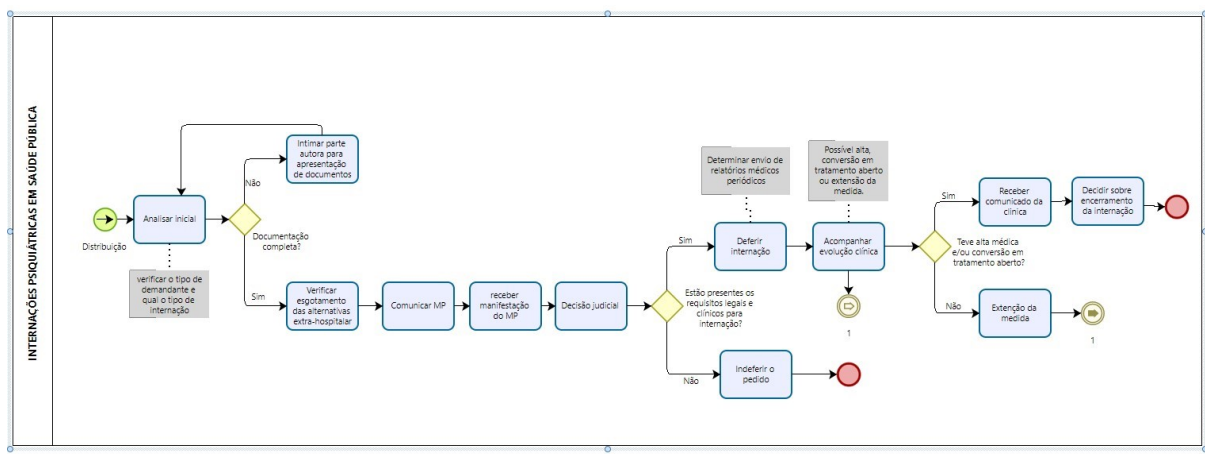 INTERNAÇÕES PSIQUIÁTRICAS EM SAÚDE PÚBLICA
Distribuição
Analisar inicial
verificar o tipo de
demandante e
qual o tipo de
internação
Intimar parte
autora para
apresentação
de documentos
Não
Documentação
completa?
Sim
Verificar
esgotamento
das alternativas
extra-hospitalar
Comunicar MP
receber
manifestação
do MP
Decisão judicial
Estão presentes os
requisitos legais e
clínicos para
internação?
Sim
Determinar envio de
relatórios médicos
periódicos
Deferir
internação
Não
Indeferir o
pedido
Possível alta,
conversão em
tratamento aberto
ou extensão da
medida.
Acompanhar
evolução clínica
1
Teve alta médica
e/ou conversão em
tratamento aberto?
Sim
Receber
comunicado da
clinica
Decidir sobre
encerramento
da internação
Não
Extenção da
medida
1